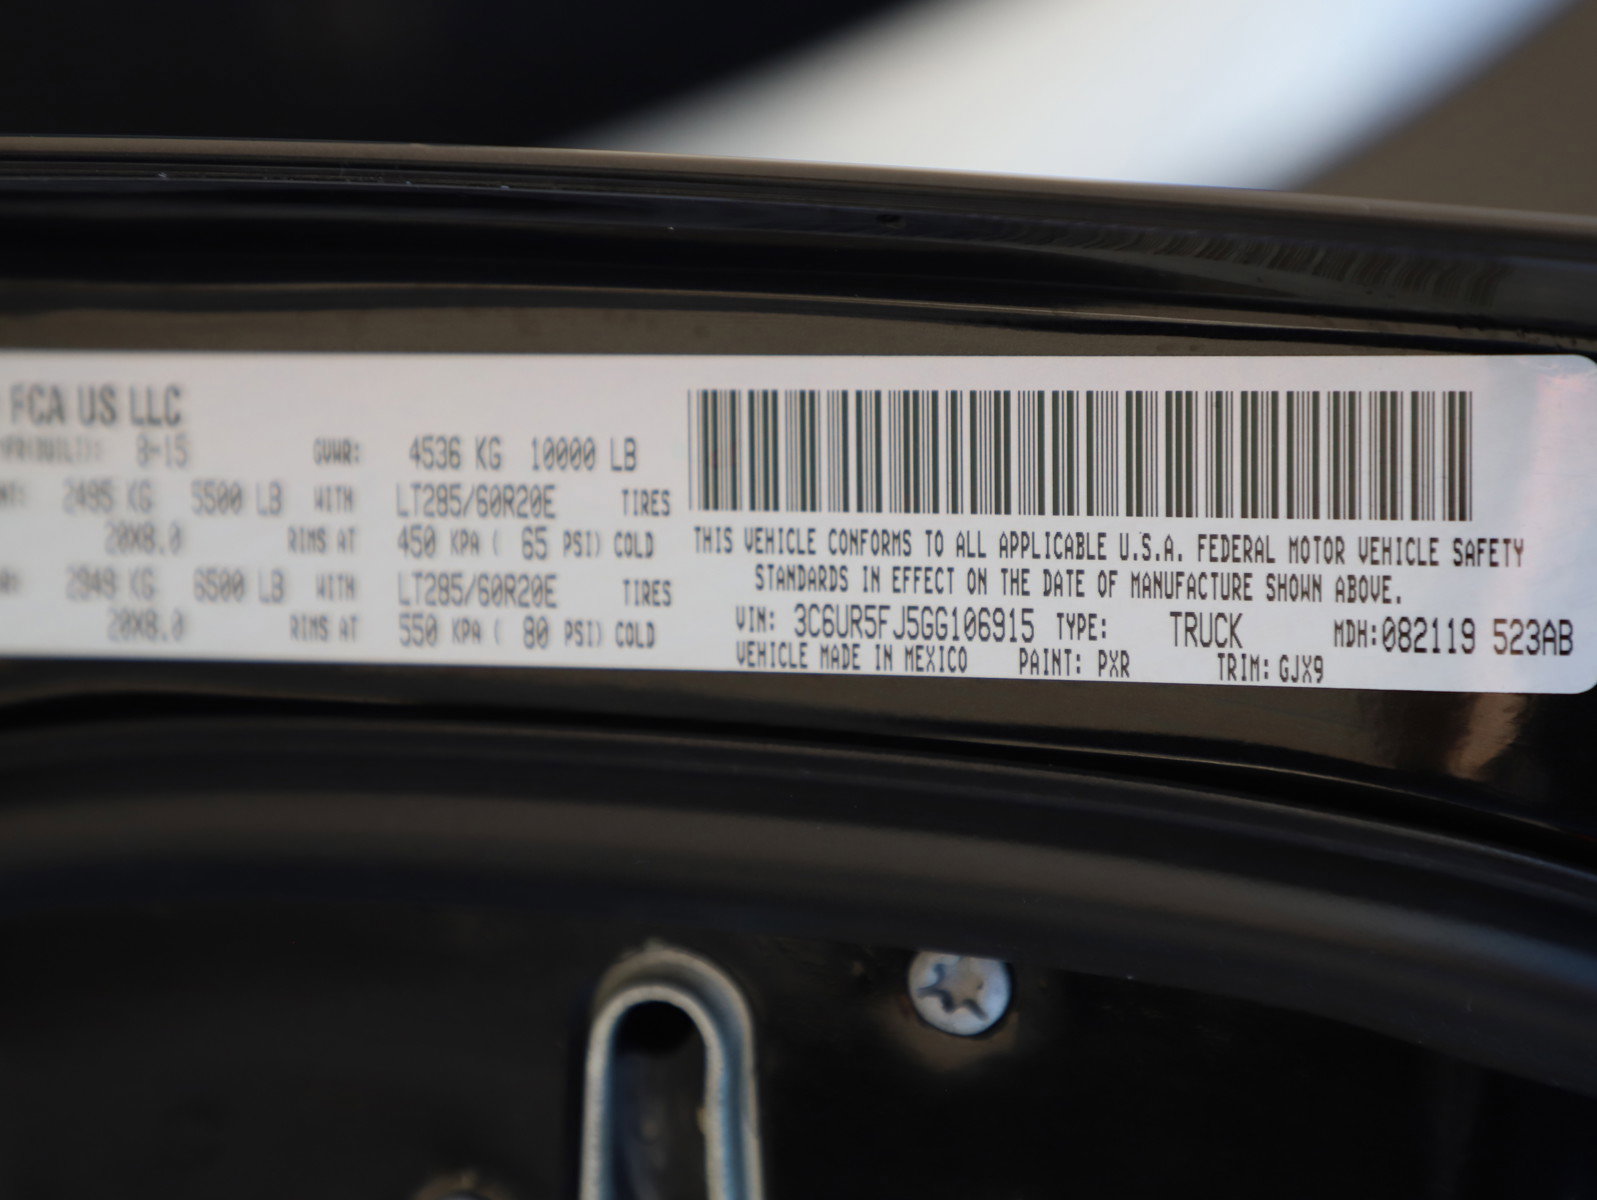 FCA US LLC
8-15 GVWR: 4536 KG 10000 LB
2495 KG 5500 LB WITH LT285/60R20E TIRES
20X8.0 RIMS AT 450 KPA ( 65 PSI) COLD
2949 KG 6500 LB WITH LT285/60R20E TIRES
20X8.0 RIMS AT 550 KPA ( 80 PSI) COLD
THIS VEHICLE CONFORMS TO ALL APPLICABLE U.S.A. FEDERAL MOTOR VEHICLE SAFETY
STANDARDS IN EFFECT ON THE DATE OF MANUFACTURE SHOWN ABOVE.
VIN: 3C6UR5FJ5GG106915 TYPE: TRUCK MDH:082119 523AB
VEHICLE MADE IN MEXICO PAINT: PXR TRIM: GJX9